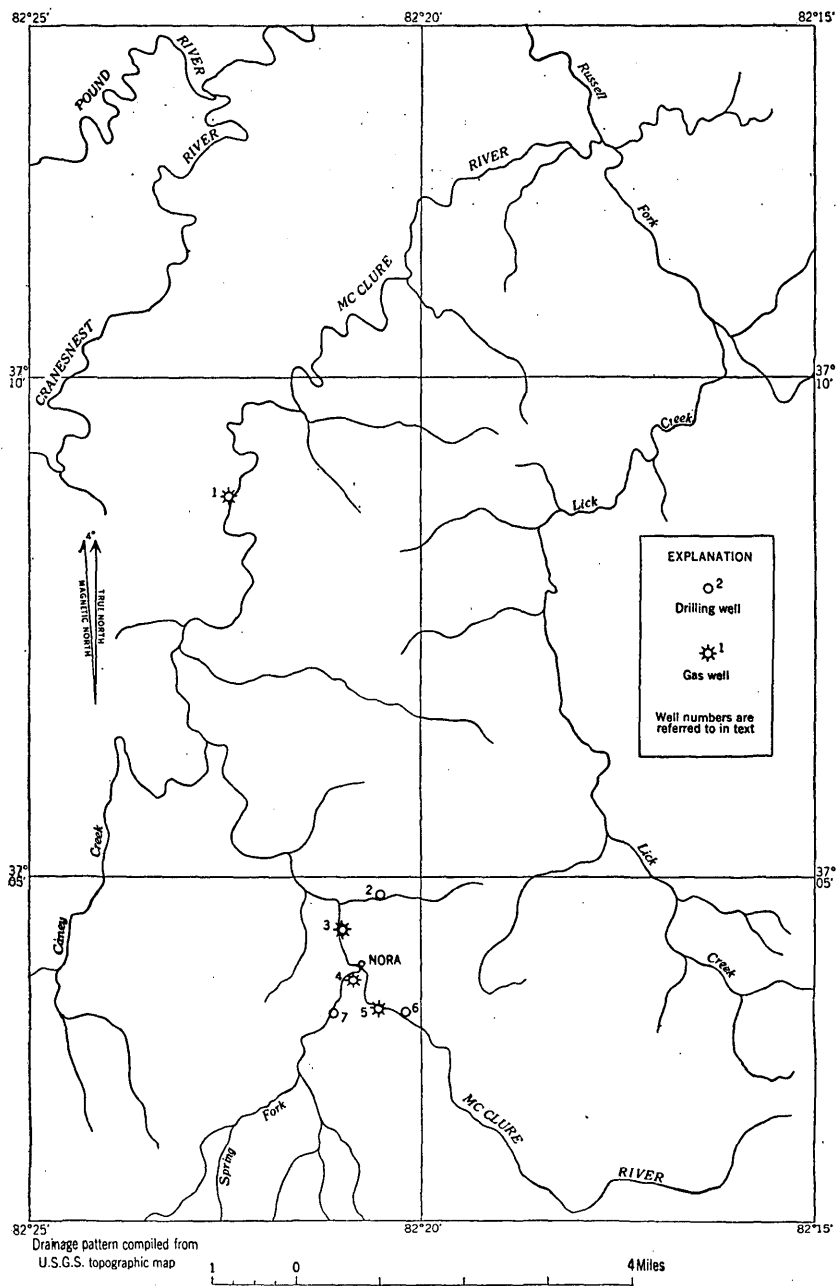 82°25'
82°20'
82°15'
POUND
RIVER
RIVER
Russell
RIVER
Fork
MC CLURE
CRANESNEST
37°
10'
37°
10'
Creek
1
Lick
4°
MAGNETIC NORTH
TRUE NORTH
EXPLANATION
2
Drilling well
1
Gas well
Well numbers are
referred to in text
Creek
Caney
37°
05'
37°
05'
Lick
2
3
NORA
4
Creek
5
6
7
Fork
Spring
MC CLURE
RIVER
82°25'
82°20'
82°15'
Drainage pattern compiled from
U.S.G.S. topographic map
1 0 4 Miles